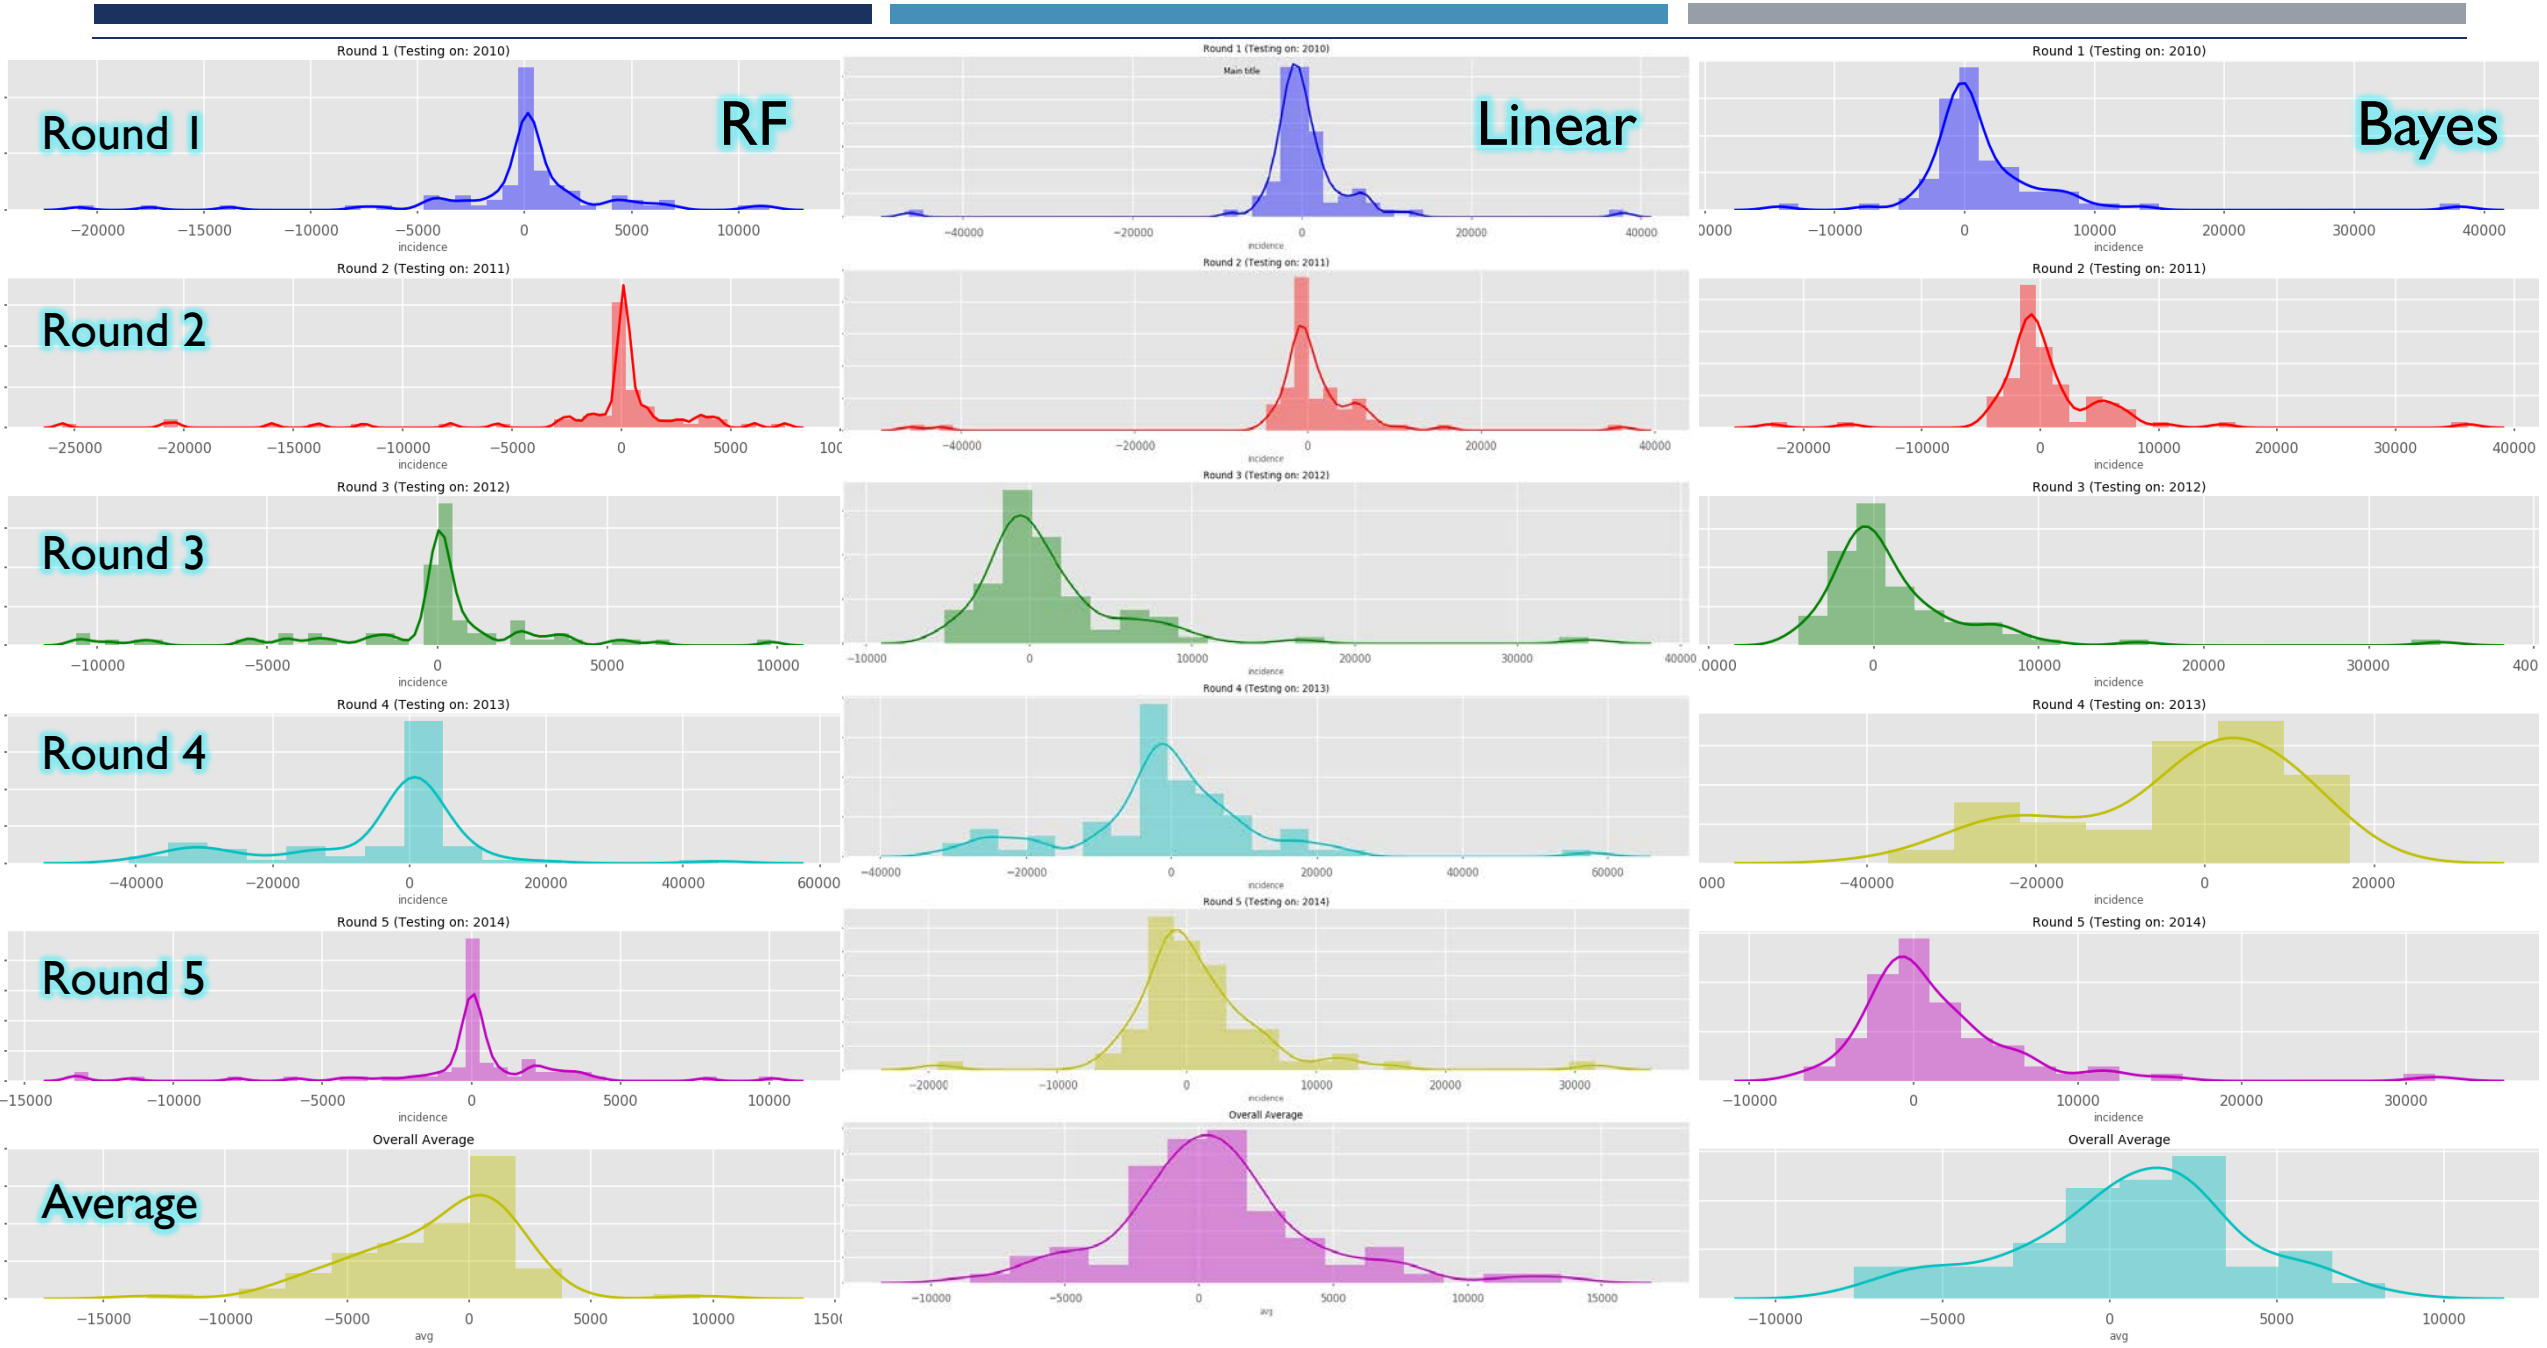 Round 1 (Testing on: 2010)
Round 1
RF
−20000 −15000 −10000 −5000 0 5000 10000
incidence
Round 1 (Testing on: 2010)
Main title
Linear
−40000 −20000 0 20000 40000
incidence
Round 1 (Testing on: 2010)
Bayes
0000 −10000 0 10000 20000 30000 40000
incidence
Round 2 (Testing on: 2011)
Round 2
−25000 −20000 −15000 −10000 −5000 0 5000 100
incidence
Round 2 (Testing on: 2011)
−40000 −20000 0 20000 40000
incidence
Round 2 (Testing on: 2011)
−20000 −10000 0 10000 20000 30000 40000
incidence
Round 3 (Testing on: 2012)
Round 3
−10000 −5000 0 5000 10000
incidence
Round 3 (Testing on: 2012)
−10000 0 10000 20000 30000 40000
incidence
Round 3 (Testing on: 2012)
0000 0 10000 20000 30000 400
incidence
Round 4 (Testing on: 2013)
Round 4
−40000 −20000 0 20000 40000 60000
incidence
Round 4 (Testing on: 2013)
−40000 −20000 0 20000 40000 60000
incidence
Round 4 (Testing on: 2013)
000 −40000 −20000 0 20000
incidence
Round 5 (Testing on: 2014)
Round 5
−15000 −10000 −5000 0 5000 10000
incidence
Round 5 (Testing on: 2014)
−20000 −10000 0 10000 20000 30000
incidence
Round 5 (Testing on: 2014)
−10000 0 10000 20000 30000
incidence
Overall Average
Average
−15000 −10000 −5000 0 5000 10000 1500
avg
Overall Average
−10000 −5000 0 5000 10000 15000
avg
Overall Average
−10000 −5000 0 5000 10000
avg